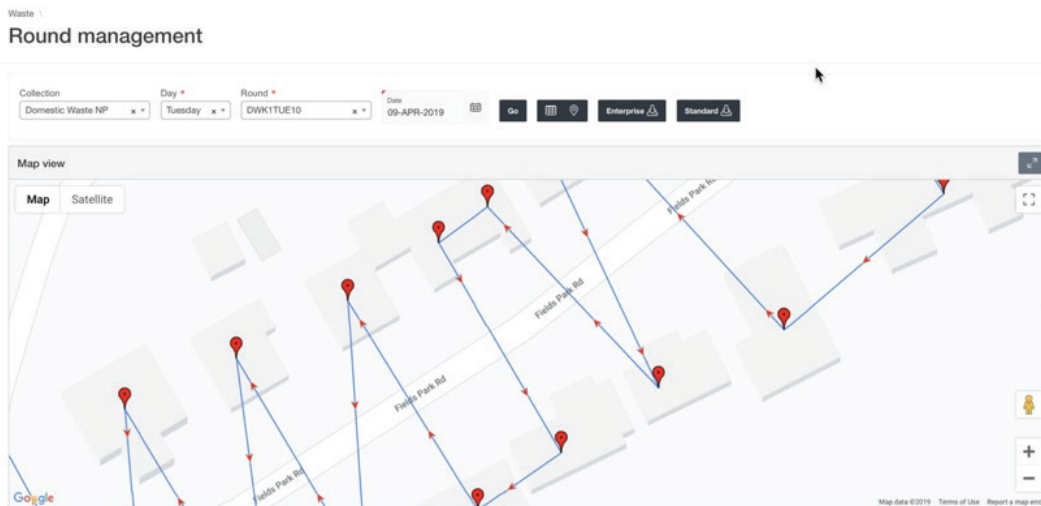 Waste \
Round management
Collection
Day *
Round *
Date
Domestic Waste NP
Tuesday
DWK1TUE10
09-APR-2019
Go
Enterprise
Standard
Map view
Map
Satellite
Fields Park Rd
Fields Park Rd
Fields Park Rd
Fields Park Rd
Google
Map data ©2019
Terms of Use
Report a map